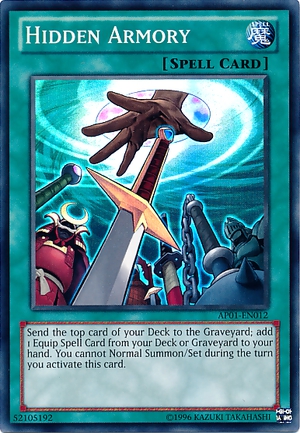 HIDDEN ARMORY
魔
[SPELL CARD]
AP01-EN012
Send the top card of your Deck to the Graveyard; add
1 Equip Spell Card from your Deck or Graveyard to your
hand. You cannot Normal Summon/Set during the turn
you activate this card.
52105192
©1996 KAZUKI TAKAHASHI